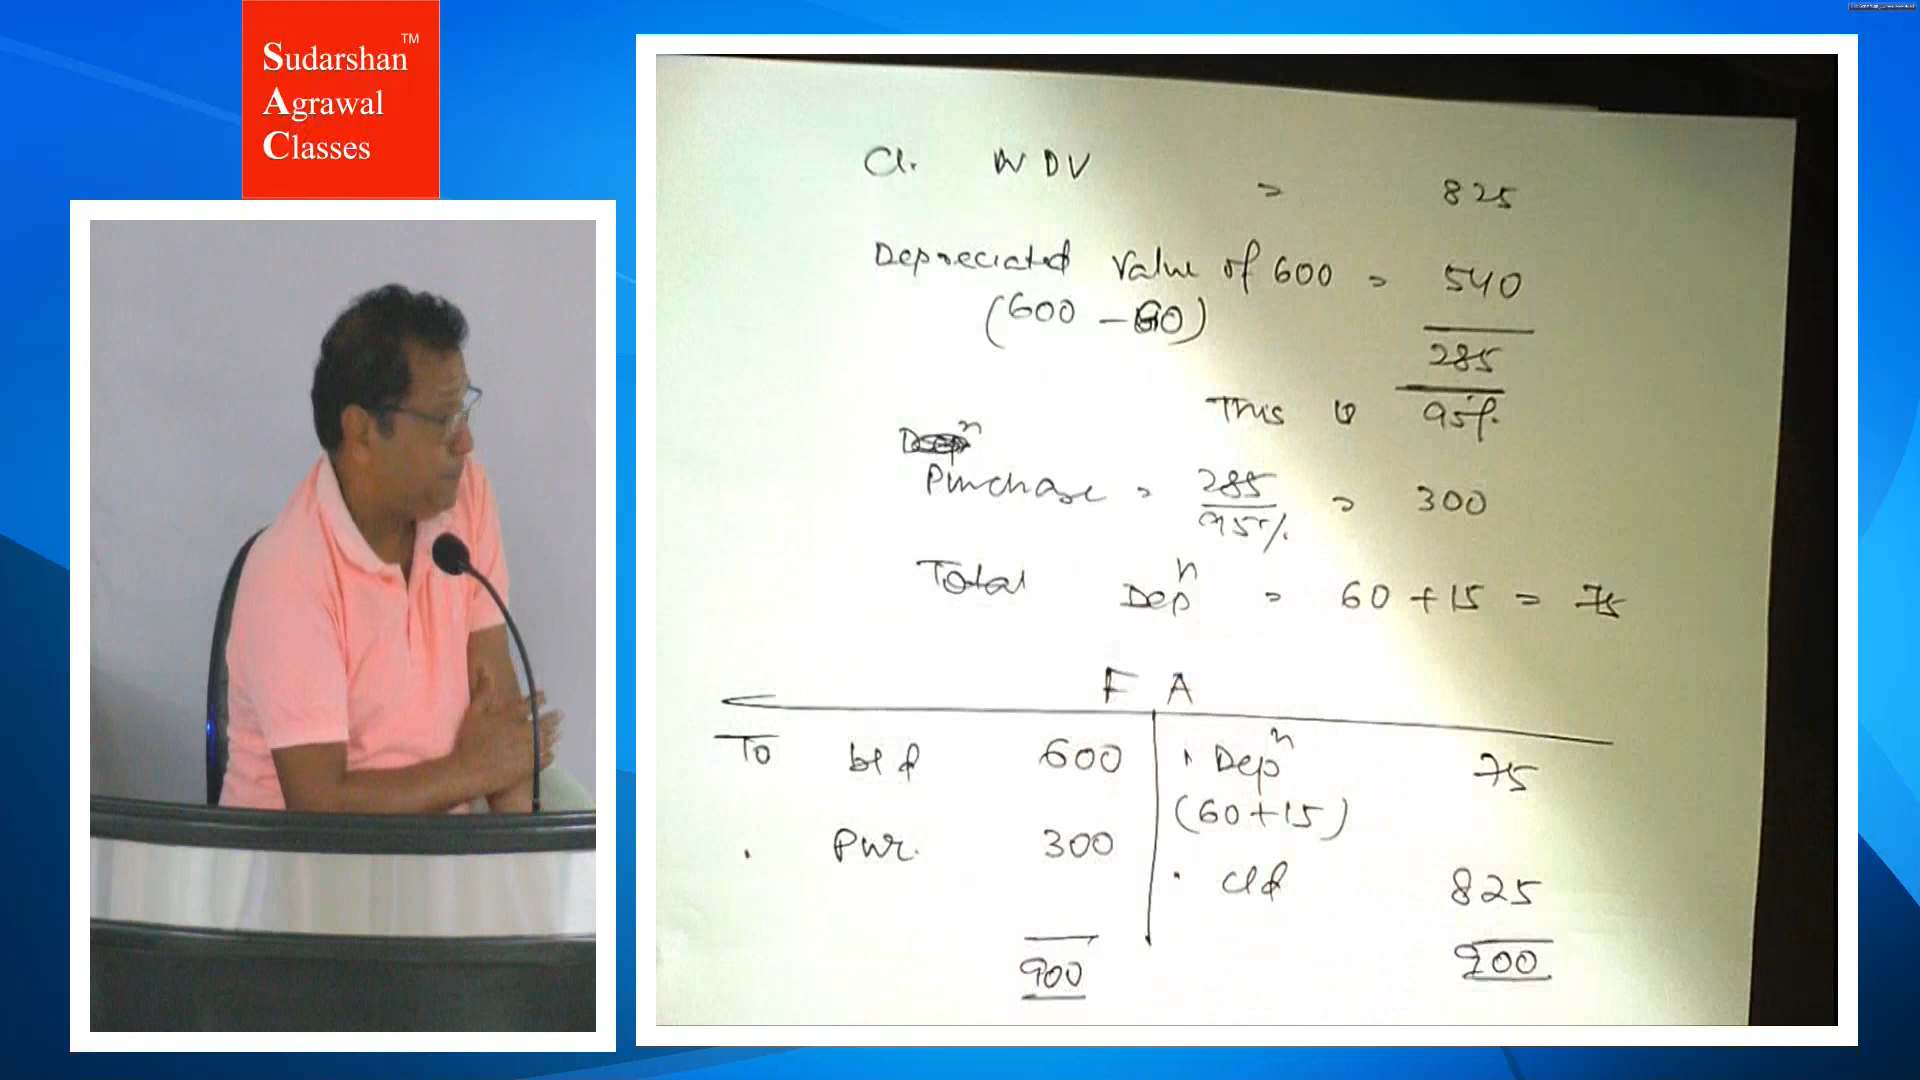 Sudarshan™
Agrawal
Classes
Cl. WDV = 825
Depreciated Value of 600 = 540
(600 - 60)
285
This is 95%
Purchase = 285 / 95% = 300
Total Depn = 60 + 15 = 75
F A
To b/d 600 " Depn 75
(60+15)
" Pur. 300 " c/d 825
900 900